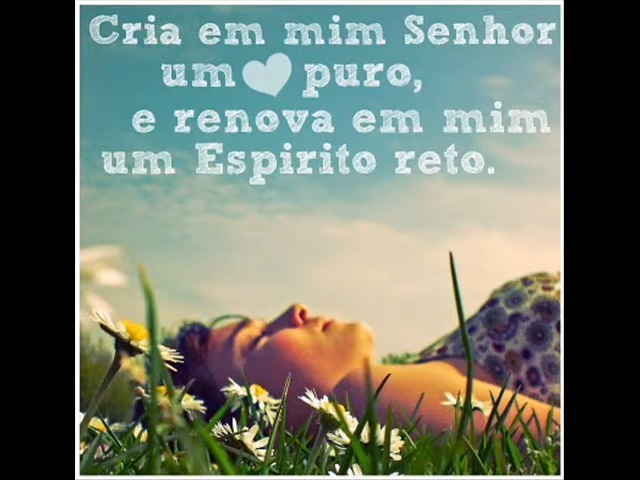 Cria em mim Senhor
um puro,
e renova em mim
um Espirito reto.